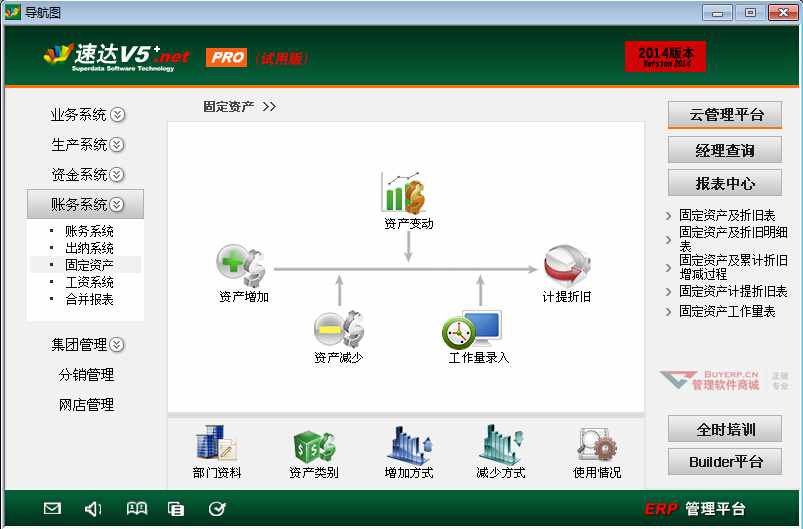 导航图
速达V5+.net
Superdata Software Technology
PRO
(试用版)
2014版本
Version 2014
业务系统
生产系统
资金系统
账务系统
账务系统
出纳系统
固定资产
工资系统
合并报表
集团管理
分销管理
网店管理
固定资产 >>
资产变动
资产增加
计提折旧
资产减少
工作量录入
部门资料
资产类别
增加方式
减少方式
使用情况
云管理平台
经理查询
报表中心
固定资产及折旧表
固定资产及折旧明细
表
固定资产及累计折旧
增减过程
固定资产计提折旧表
固定资产工作量表
BUYERP.CN
管理软件商城
正版
专业
全时培训
Builder平台
ERP 管理平台